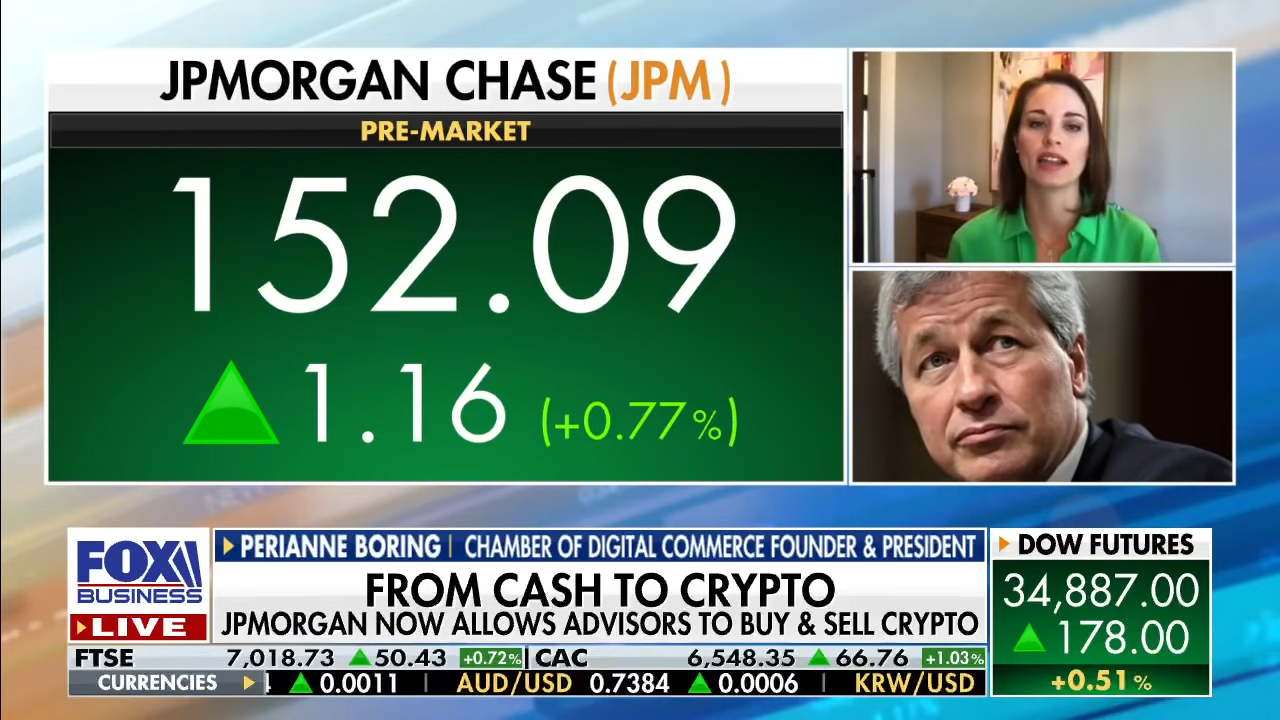 JPMORGAN CHASE (JPM)
PRE-MARKET
152.09
1.16 (+0.77%)
PERIANNE BORING | CHAMBER OF DIGITAL COMMERCE FOUNDER & PRESIDENT
FROM CASH TO CRYPTO
JPMORGAN NOW ALLOWS ADVISORS TO BUY & SELL CRYPTO
FOX
BUSINESS
LIVE
DOW FUTURES
34,887.00
178.00
+0.51%
FTSE 7,018.73 50.43 +0.72% CAC 6,548.35 66.76 +1.03%
CURRENCIES 0.0011 | AUD/USD 0.7384 0.0006 | KRW/USD